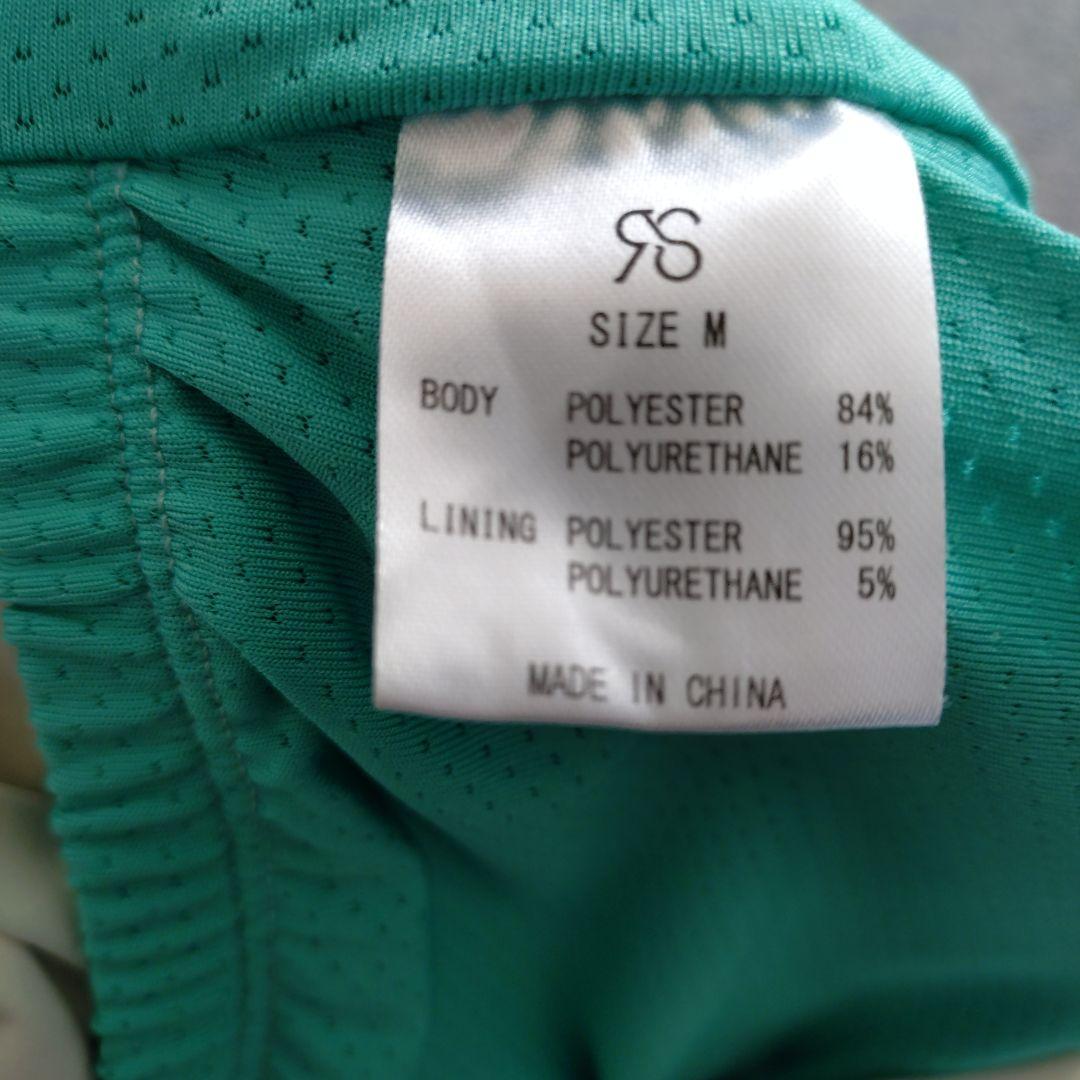 RS
SIZE M
BODY POLYESTER 84%
POLYURETHANE 16%
LINING POLYESTER 95%
POLYURETHANE 5%
MADE IN CHINA